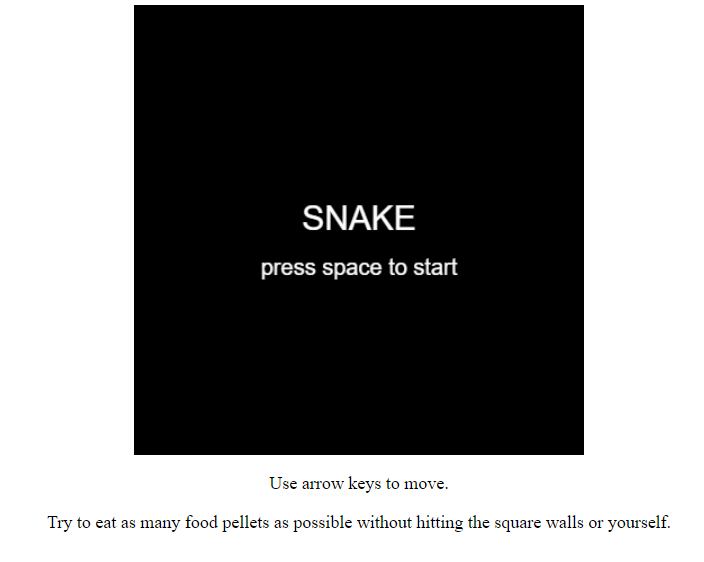 SNAKE
press space to start
Use arrow keys to move.
Try to eat as many food pellets as possible without hitting the square walls or yourself.